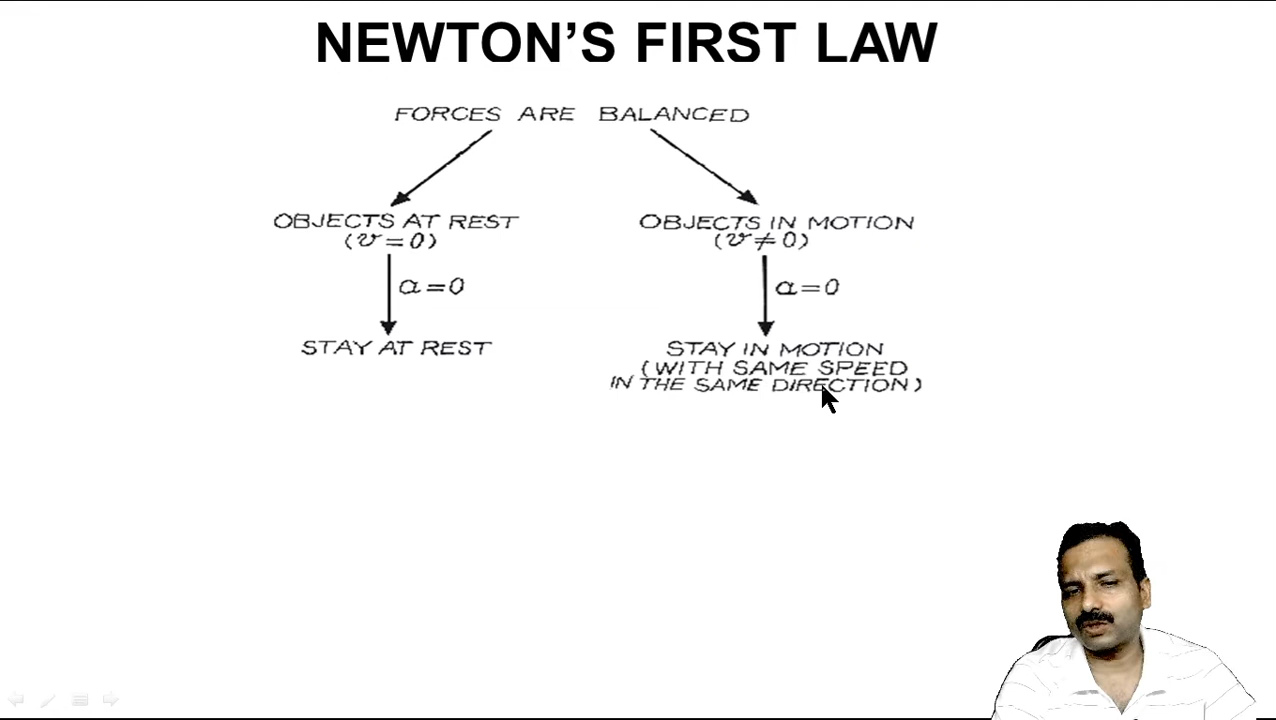 NEWTON'S FIRST LAW
FORCES ARE BALANCED
OBJECTS AT REST
(v = 0)
a = 0
STAY AT REST
OBJECTS IN MOTION
(v ≠ 0)
a = 0
STAY IN MOTION
(WITH SAME SPEED
IN THE SAME DIRECTION)